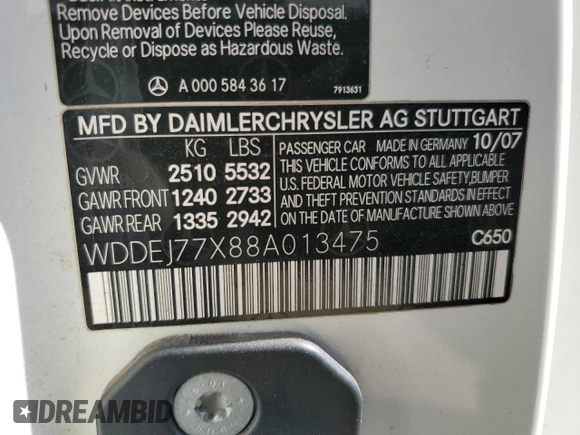 Remove Devices Before Vehicle Disposal.
Upon Removal of Devices Please Reuse,
Recycle or Dispose as Hazardous Waste.
A 000 584 36 17
7913631
MFD BY DAIMLERCHRYSLER AG STUTTGART
KG LBS
GVWR 2510 5532
GAWR FRONT 1240 2733
GAWR REAR 1335 2942
PASSENGER CAR MADE IN GERMANY 10/07
THIS VEHICLE CONFORMS TO ALL APPLICABLE
U.S. FEDERAL MOTOR VEHICLE SAFETY,BUMPER
AND THEFT PREVENTION STANDARDS IN EFFECT
ON THE DATE OF MANUFACTURE SHOWN ABOVE.
WDDEJ77X88A013475
C650
DREAMBID